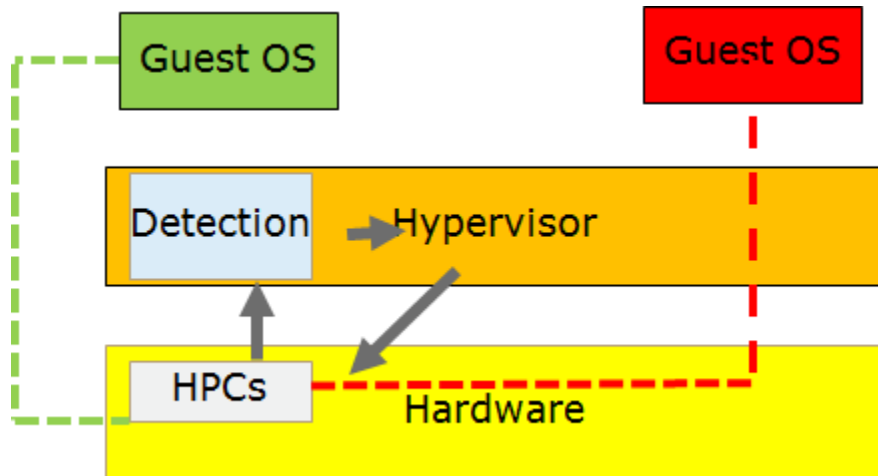 Guest OS
Guest OS
Detection
Hypervisor
HPCs
Hardware